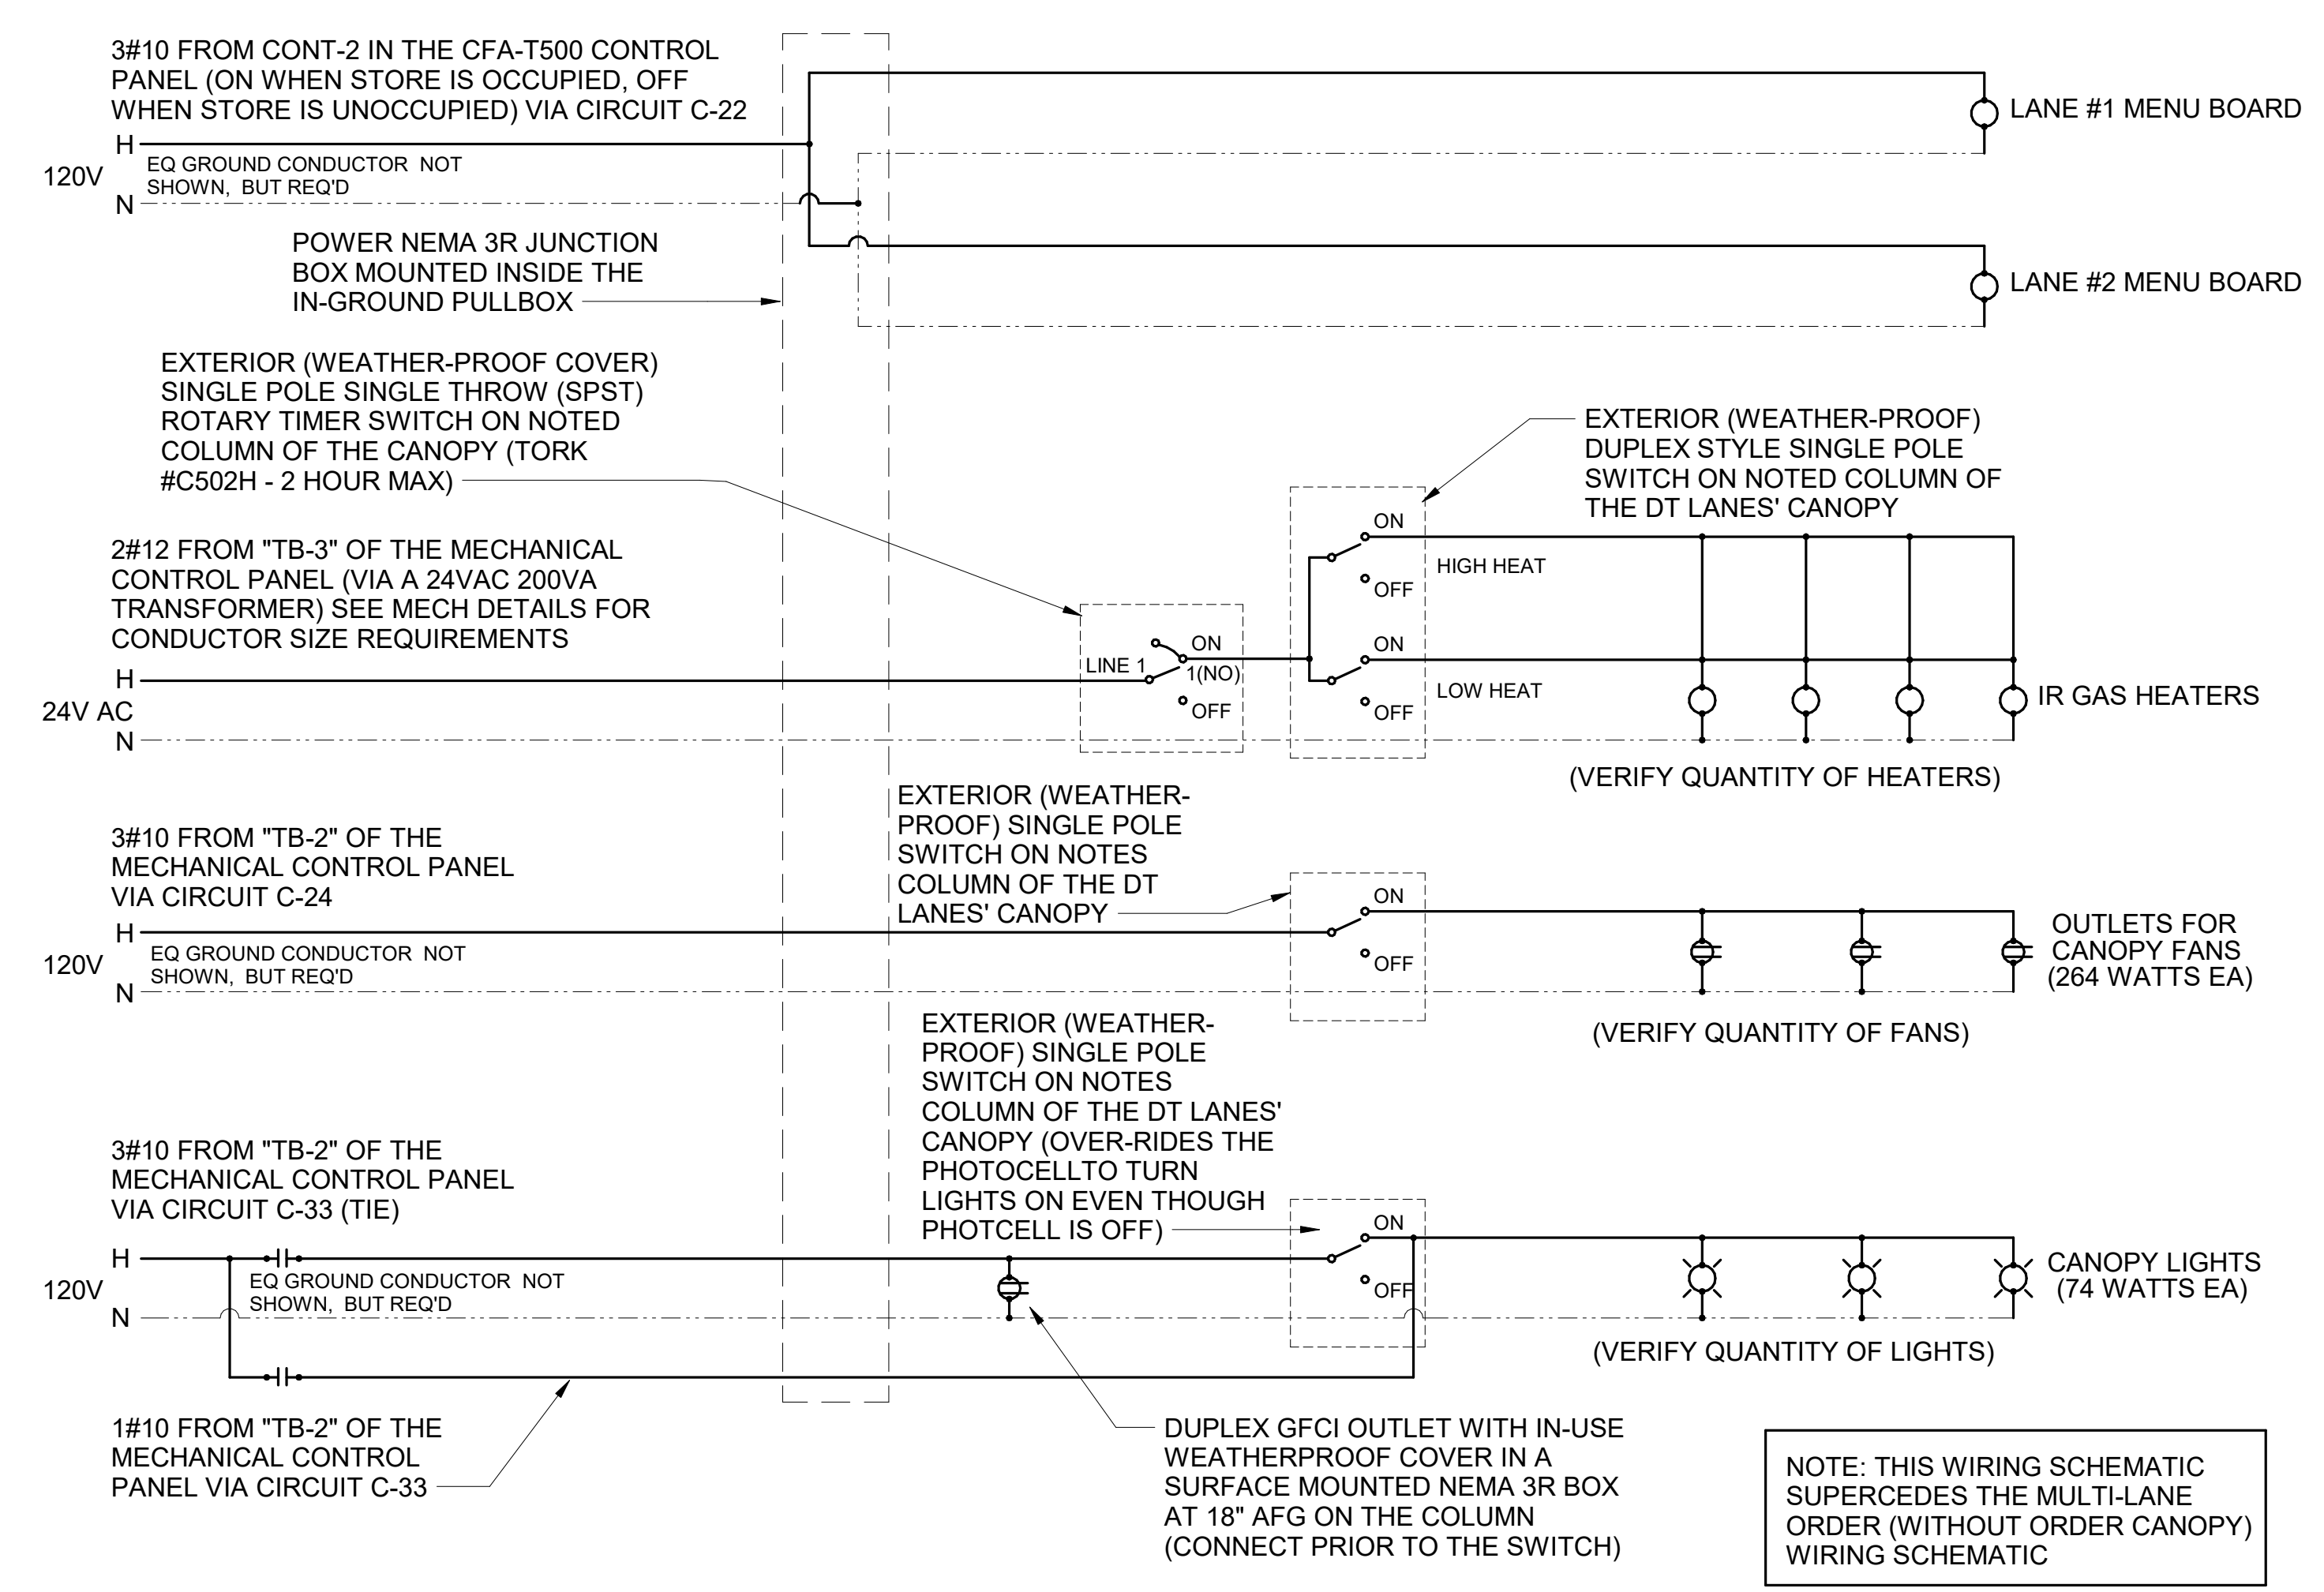 3#10 FROM CONT-2 IN THE CFA-T500 CONTROL
PANEL (ON WHEN STORE IS OCCUPIED, OFF
WHEN STORE IS UNOCCUPIED) VIA CIRCUIT C-22
H
EQ GROUND CONDUCTOR NOT
SHOWN, BUT REQ'D
120V
N
LANE #1 MENU BOARD
LANE #2 MENU BOARD
POWER NEMA 3R JUNCTION
BOX MOUNTED INSIDE THE
IN-GROUND PULLBOX
EXTERIOR (WEATHER-PROOF COVER)
SINGLE POLE SINGLE THROW (SPST)
ROTARY TIMER SWITCH ON NOTED
COLUMN OF THE CANOPY (TORK
#C502H - 2 HOUR MAX)
EXTERIOR (WEATHER-PROOF)
DUPLEX STYLE SINGLE POLE
SWITCH ON NOTED COLUMN OF
THE DT LANES' CANOPY
2#12 FROM "TB-3" OF THE MECHANICAL
CONTROL PANEL (VIA A 24VAC 200VA
TRANSFORMER) SEE MECH DETAILS FOR
CONDUCTOR SIZE REQUIREMENTS
H
24V AC
N
LINE 1
ON
1(NO)
OFF
ON
HIGH HEAT
OFF
ON
LOW HEAT
OFF
IR GAS HEATERS
(VERIFY QUANTITY OF HEATERS)
EXTERIOR (WEATHER-
PROOF) SINGLE POLE
SWITCH ON NOTES
COLUMN OF THE DT
LANES' CANOPY
3#10 FROM "TB-2" OF THE
MECHANICAL CONTROL PANEL
VIA CIRCUIT C-24
H
EQ GROUND CONDUCTOR NOT
SHOWN, BUT REQ'D
120V
N
ON
OFF
OUTLETS FOR
CANOPY FANS
(264 WATTS EA)
(VERIFY QUANTITY OF FANS)
EXTERIOR (WEATHER-
PROOF) SINGLE POLE
SWITCH ON NOTES
COLUMN OF THE DT LANES'
CANOPY (OVER-RIDES THE
PHOTOCELLTO TURN
LIGHTS ON EVEN THOUGH
PHOTCELL IS OFF)
3#10 FROM "TB-2" OF THE
MECHANICAL CONTROL PANEL
VIA CIRCUIT C-33 (TIE)
H
EQ GROUND CONDUCTOR NOT
SHOWN, BUT REQ'D
120V
N
ON
OFF
CANOPY LIGHTS
(74 WATTS EA)
(VERIFY QUANTITY OF LIGHTS)
1#10 FROM "TB-2" OF THE
MECHANICAL CONTROL
PANEL VIA CIRCUIT C-33
DUPLEX GFCI OUTLET WITH IN-USE
WEATHERPROOF COVER IN A
SURFACE MOUNTED NEMA 3R BOX
AT 18" AFG ON THE COLUMN
(CONNECT PRIOR TO THE SWITCH)
NOTE: THIS WIRING SCHEMATIC
SUPERCEDES THE MULTI-LANE
ORDER (WITHOUT ORDER CANOPY)
WIRING SCHEMATIC